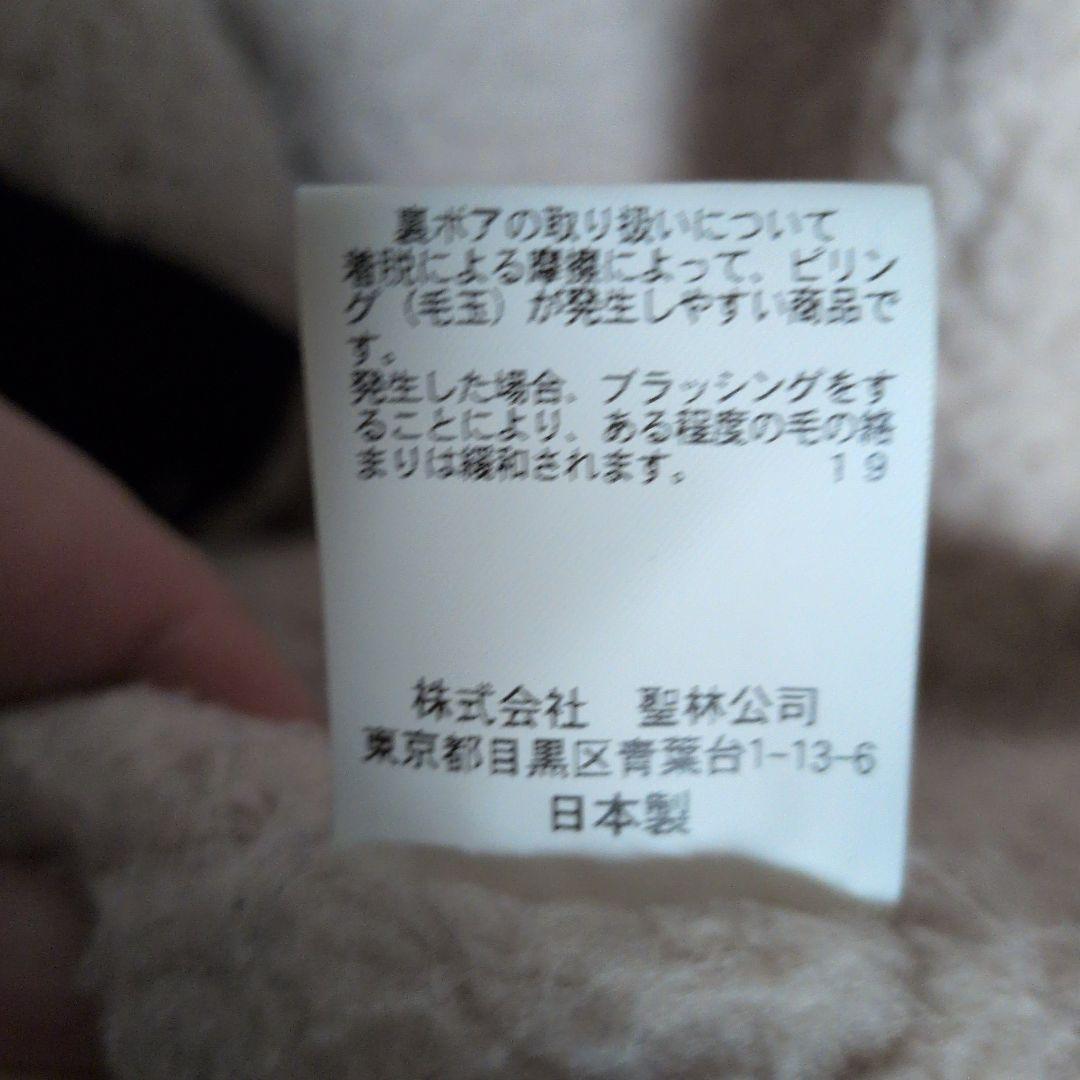 裏ボアの取り扱いについて
着脱による摩擦によって、ピリン
グ（毛玉）が発生しやすい商品で
す。
発生した場合、ブラッシングをす
ることにより、ある程度の毛の絡
まりは緩和されます。 19
株式会社 聖林公司
東京都目黒区青葉台1-13-6
日本製